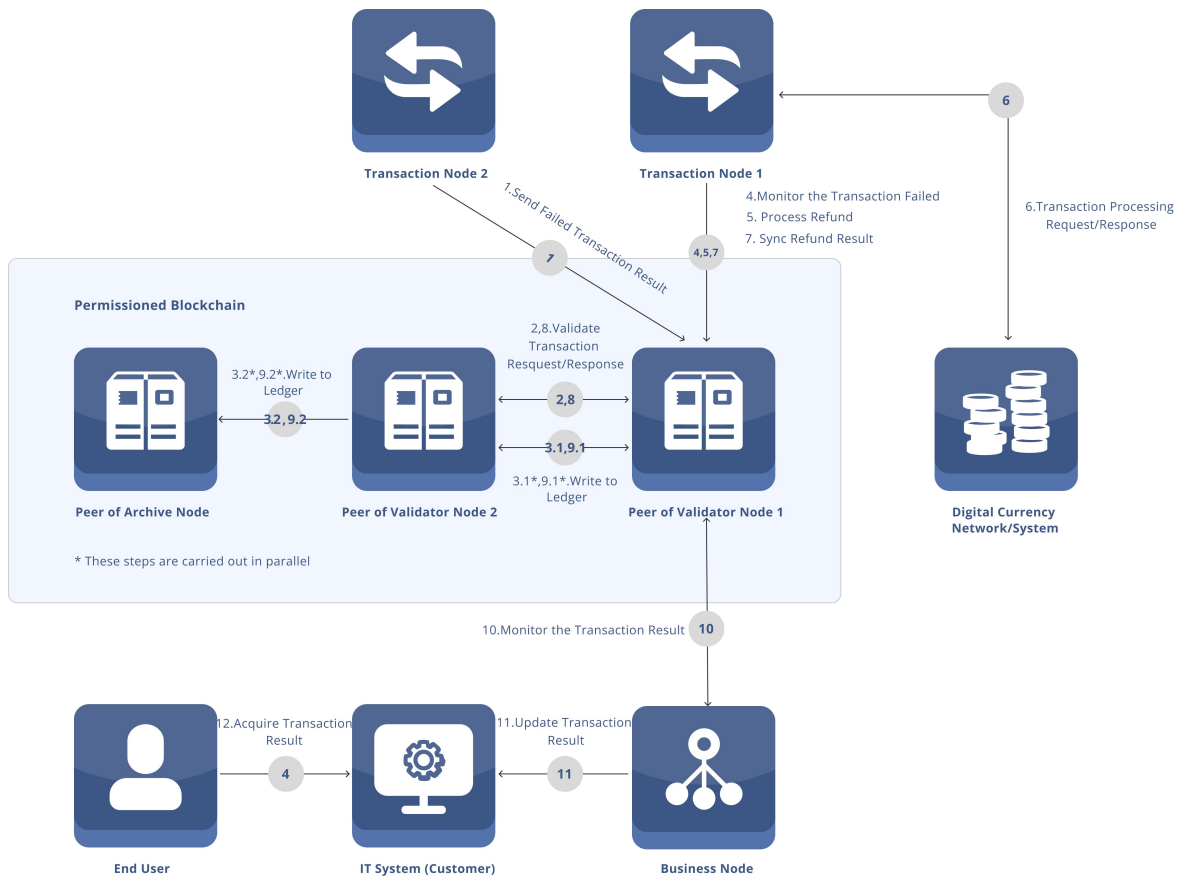 Transaction Node 2
Transaction Node 1
6
1.Send Failed Transaction Result
1
4.Monitor the Transaction Failed
5. Process Refund
7. Sync Refund Result
4,5,7
6.Transaction Processing
Request/Response
Permissioned Blockchain
2,8.Validate
Transaction
Resquest/Response
3.2*,9.2*.Write to
Ledger
2,8
3.2,9.2
3.1,9.1
3.1*,9.1*.Write to
Ledger
Peer of Archive Node
Peer of Validator Node 2
Peer of Validator Node 1
Digital Currency
Network/System
* These steps are carried out in parallel
10.Monitor the Transaction Result
10
12.Acquire Transaction
Result
11.Update Transaction
Result
4
11
End User
IT System (Customer)
Business Node